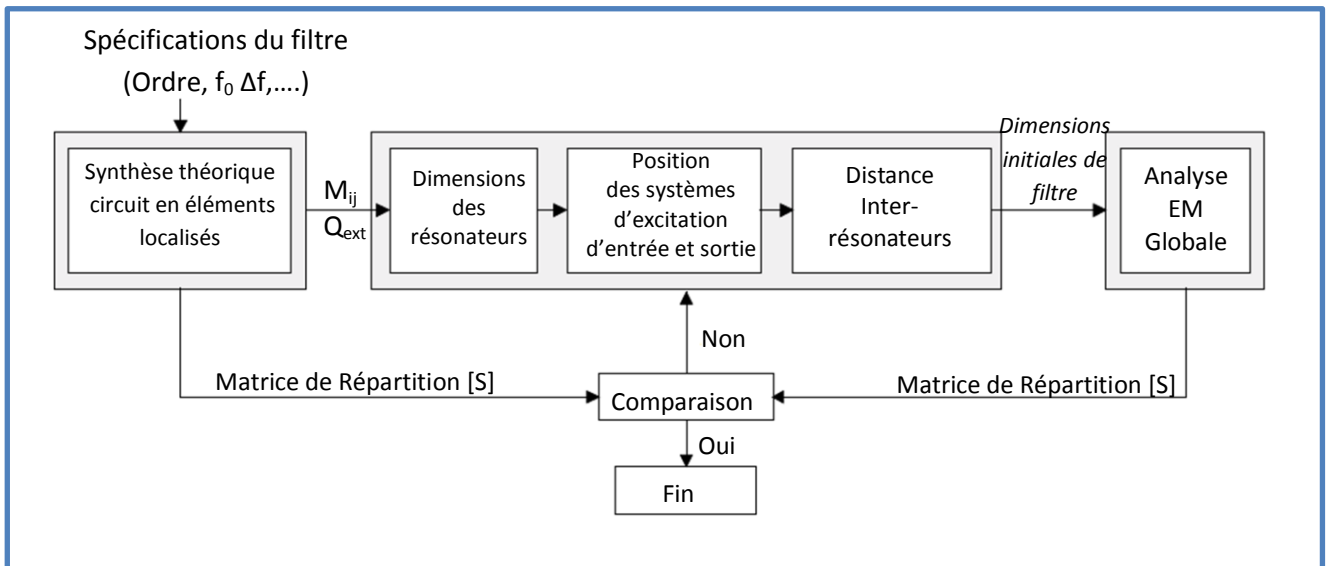 Spécifications du filtre
(Ordre, f₀ Δf,....)
Synthèse théorique
circuit en éléments
localisés
Mᵢⱼ
Qₑₓₜ
Dimensions
des
résonateurs
Position
des systèmes
d'excitation
d'entrée et sortie
Distance
Inter-
résonateurs
Dimensions
initiales de
filtre
Analyse
EM
Globale
Non
Matrice de Répartition [S]
Comparaison
Matrice de Répartition [S]
Oui
Fin